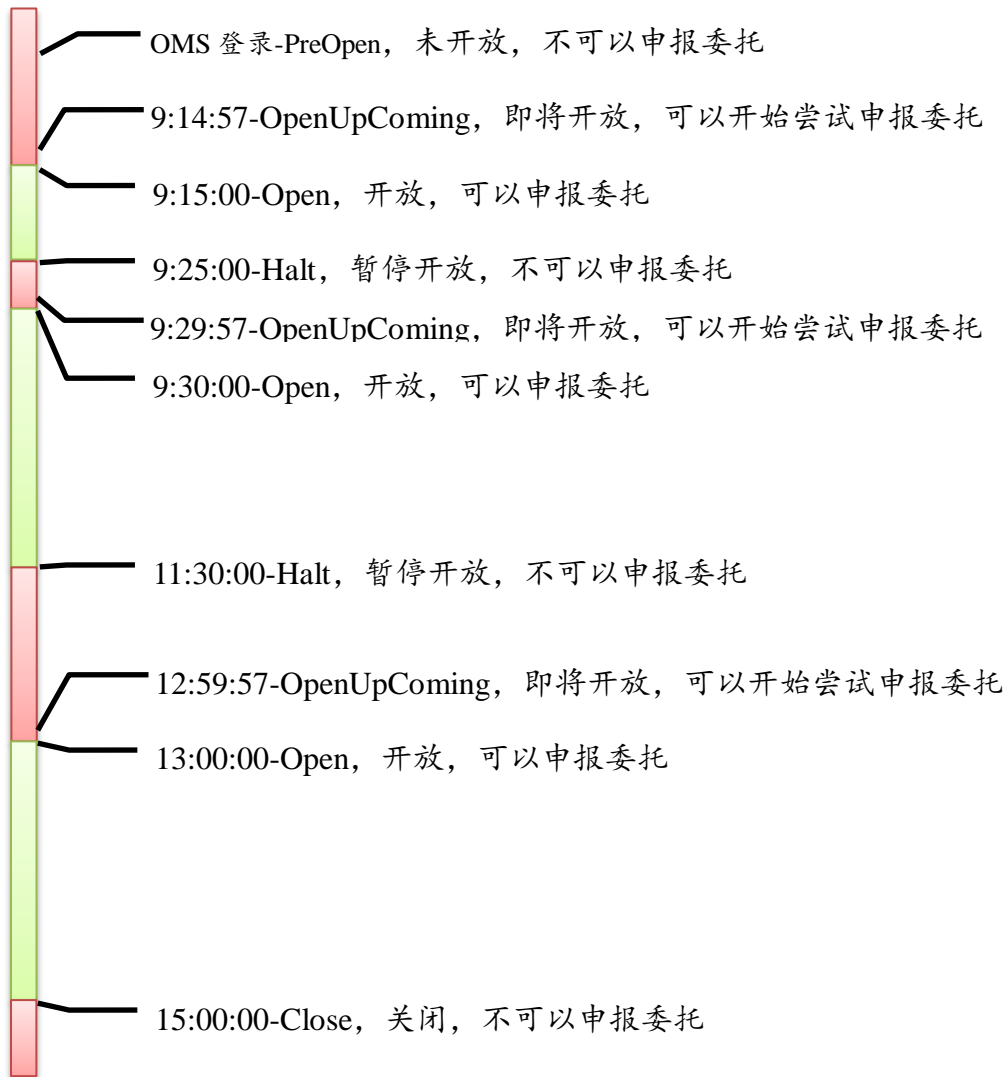 OMS 登录-PreOpen，未开放，不可以申报委托
9:14:57-OpenUpComing，即将开放，可以开始尝试申报委托
9:15:00-Open，开放，可以申报委托
9:25:00-Halt，暂停开放，不可以申报委托
9:29:57-OpenUpComing，即将开放，可以开始尝试申报委托
9:30:00-Open，开放，可以申报委托
11:30:00-Halt，暂停开放，不可以申报委托
12:59:57-OpenUpComing，即将开放，可以开始尝试申报委托
13:00:00-Open，开放，可以申报委托
15:00:00-Close，关闭，不可以申报委托